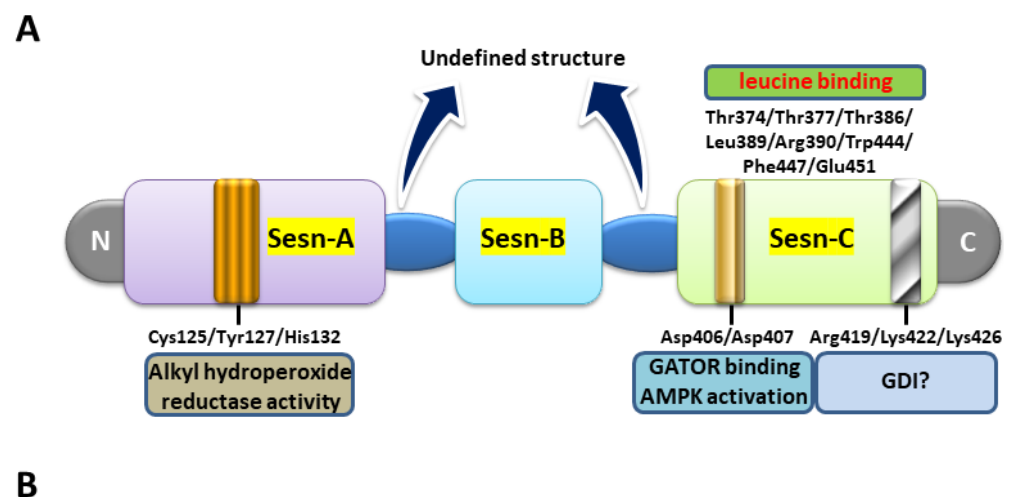 A
Undefined structure
leucine binding
Thr374/Thr377/Thr386/
Leu389/Arg390/Trp444/
Phe447/Glu451
N
Sesn-A
Sesn-B
Sesn-C
C
Cys125/Tyr127/His132
Asp406/Asp407
Arg419/Lys422/Lys426
Alkyl hydroperoxide
reductase activity
GATOR binding
AMPK activation
GDI?
B